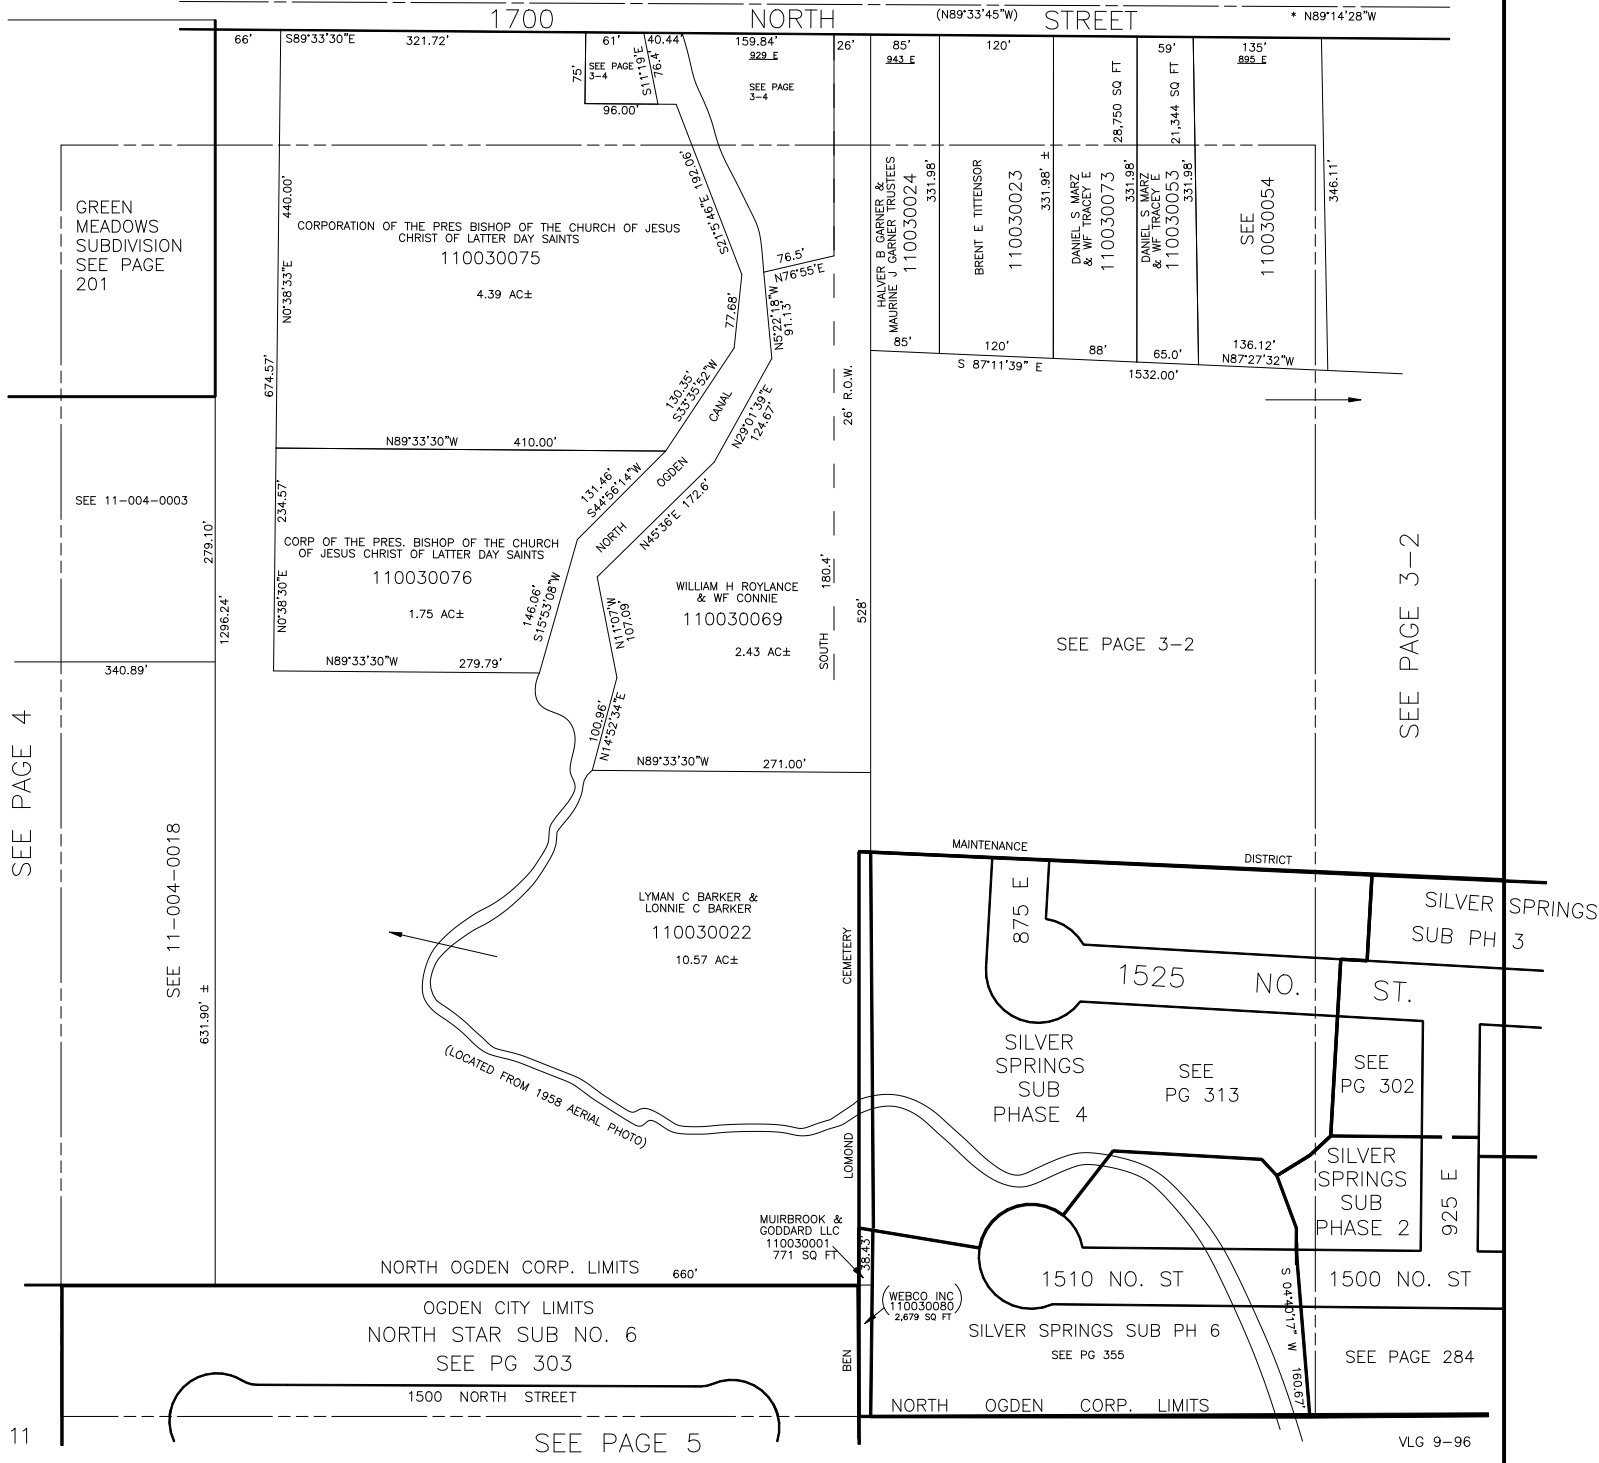 1700 NORTH (N89°33'45"W) STREET * N89°14'28"W
66' S89°33'30"E 321.72' 61' 40.44' 159.84' 26' 85' 120' 59' 135'
929 E
943 E
895 E
75'
SEE PAGE
3-4
S11°19'E
76.4'
96.00'
SEE PAGE
3-4
GREEN
MEADOWS
SUBDIVISION
SEE PAGE
201
440.00'
N0°38'33"E
674.57'
CORPORATION OF THE PRES BISHOP OF THE CHURCH OF JESUS
CHRIST OF LATTER DAY SAINTS
110030075
4.39 AC±
S21°5'46"E 192.06'
77.68'
130.35'
S33°35'52"W
76.5'
N76°55'E
N5°22'18"W
91.13'
N29°01'39"E
124.67'
26' R.O.W.
HALVER B GARNER &
MAURINE J GARNER TRUSTEES
110030024
331.98'
BRENT E TITTENSOR
110030023
331.98' ±
DANIEL S MARZ
& WF TRACEY E
110030073
28,750 SQ FT
331.98'
DANIEL S MARZ
& WF TRACEY E
110030053
21,344 SQ FT
331.98'
SEE
110030054
346.11'
85' 120' 88' 65.0' 136.12'
N87°27'32"W
S 87°11'39" E 1532.00'
N89°33'30"W 410.00'
SEE 11-004-0003
279.10'
1296.24'
234.57'
N0°38'30"E
CORP OF THE PRES. BISHOP OF THE CHURCH
OF JESUS CHRIST OF LATTER DAY SAINTS
110030076
1.75 AC±
131.46'
S44°56'14"W
146.06'
S15°53'08"W
NORTH OGDEN CANAL
N45°36'E 172.6'
N11°07'W
107.09'
WILLIAM H ROYLANCE
& WF CONNIE
110030069
2.43 AC±
SOUTH 180.4'
528'
SEE PAGE 3-2
SEE PAGE 3-2
340.89'
N89°33'30"W 279.79'
100.96'
N14°52'34"E
N89°33'30"W 271.00'
SEE PAGE 4
SEE 11-004-0018
631.90' ±
LYMAN C BARKER &
LONNIE C BARKER
110030022
10.57 AC±
(LOCATED FROM 1958 AERIAL PHOTO)
MAINTENANCE DISTRICT
BEN LOMOND CEMETERY
875 E
SILVER SPRINGS
SUB PH 3
1525 NO. ST.
SILVER
SPRINGS
SUB
PHASE 4
SEE
PG 313
SEE
PG 302
SILVER
SPRINGS
SUB
PHASE 2
925 E
MUIRBROOK &
GODDARD LLC
110030001
771 SQ FT
38.43'
NORTH OGDEN CORP. LIMITS 660'
(WEBCO INC
110030080)
2,679 SQ FT
1510 NO. ST
1500 NO. ST
S 04°40'17" W 160.67'
OGDEN CITY LIMITS
NORTH STAR SUB NO. 6
SEE PG 303
1500 NORTH STREET
SILVER SPRINGS SUB PH 6
SEE PG 355
SEE PAGE 284
NORTH OGDEN CORP. LIMITS
11
SEE PAGE 5
VLG 9-96